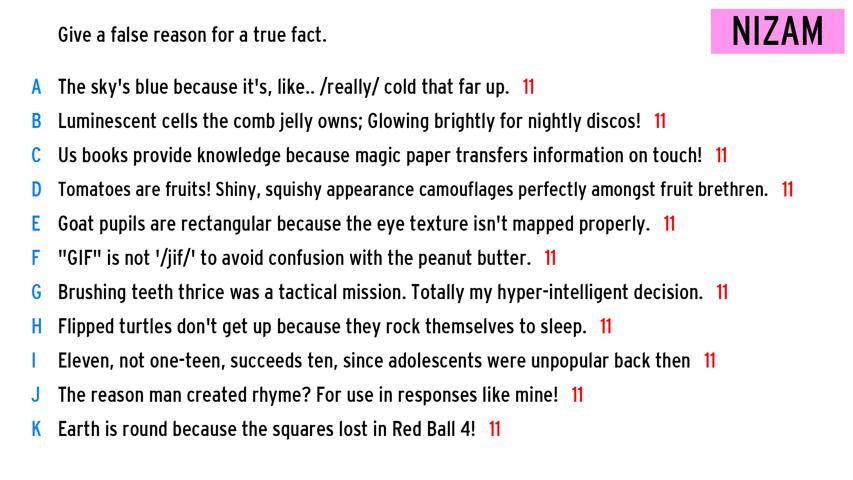 Give a false reason for a true fact.
NIZAM
A The sky's blue because it's, like.. /really/ cold that far up. 11
B Luminescent cells the comb jelly owns; Glowing brightly for nightly discos! 11
C Us books provide knowledge because magic paper transfers information on touch! 11
D Tomatoes are fruits! Shiny, squishy appearance camouflages perfectly amongst fruit brethren. 11
E Goat pupils are rectangular because the eye texture isn't mapped properly. 11
F "GIF" is not '/jif/' to avoid confusion with the peanut butter. 11
G Brushing teeth thrice was a tactical mission. Totally my hyper-intelligent decision. 11
H Flipped turtles don't get up because they rock themselves to sleep. 11
I Eleven, not one-teen, succeeds ten, since adolescents were unpopular back then 11
J The reason man created rhyme? For use in responses like mine! 11
K Earth is round because the squares lost in Red Ball 4! 11